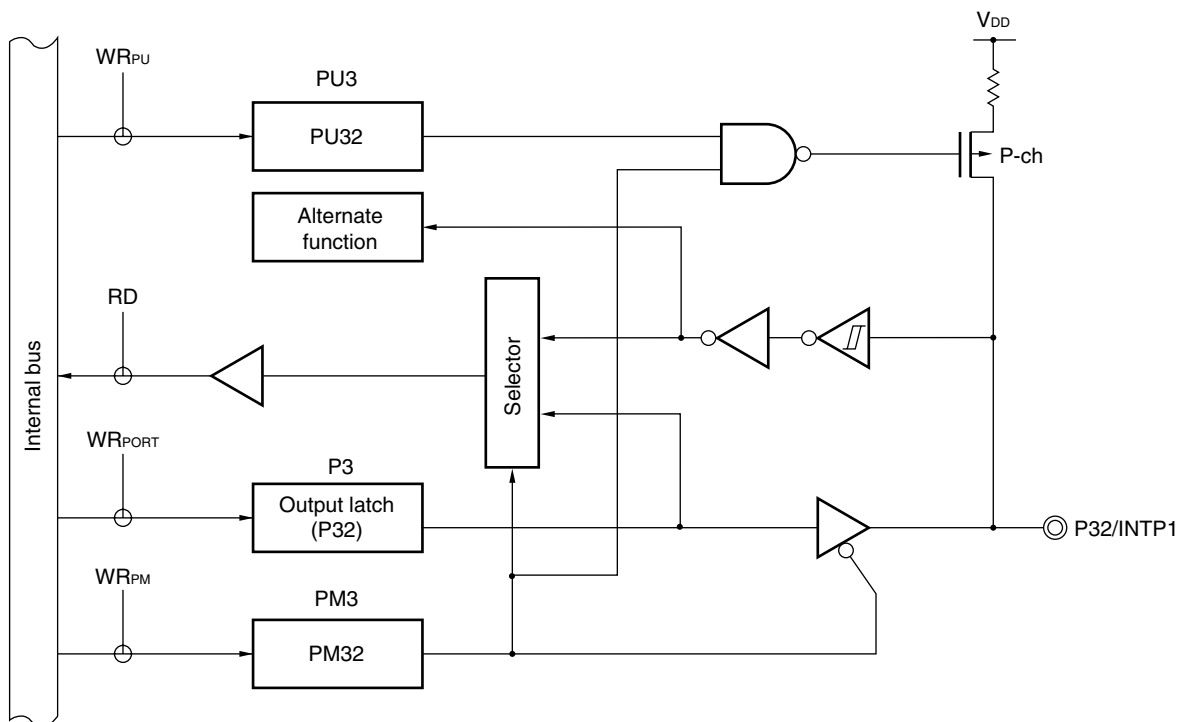 VDD
WRPU
PU3
PU32
P-ch
Alternate
function
RD
Selector
Internal bus
WRPORT
P3
Output latch
(P32)
P32/INTP1
WRPM
PM3
PM32